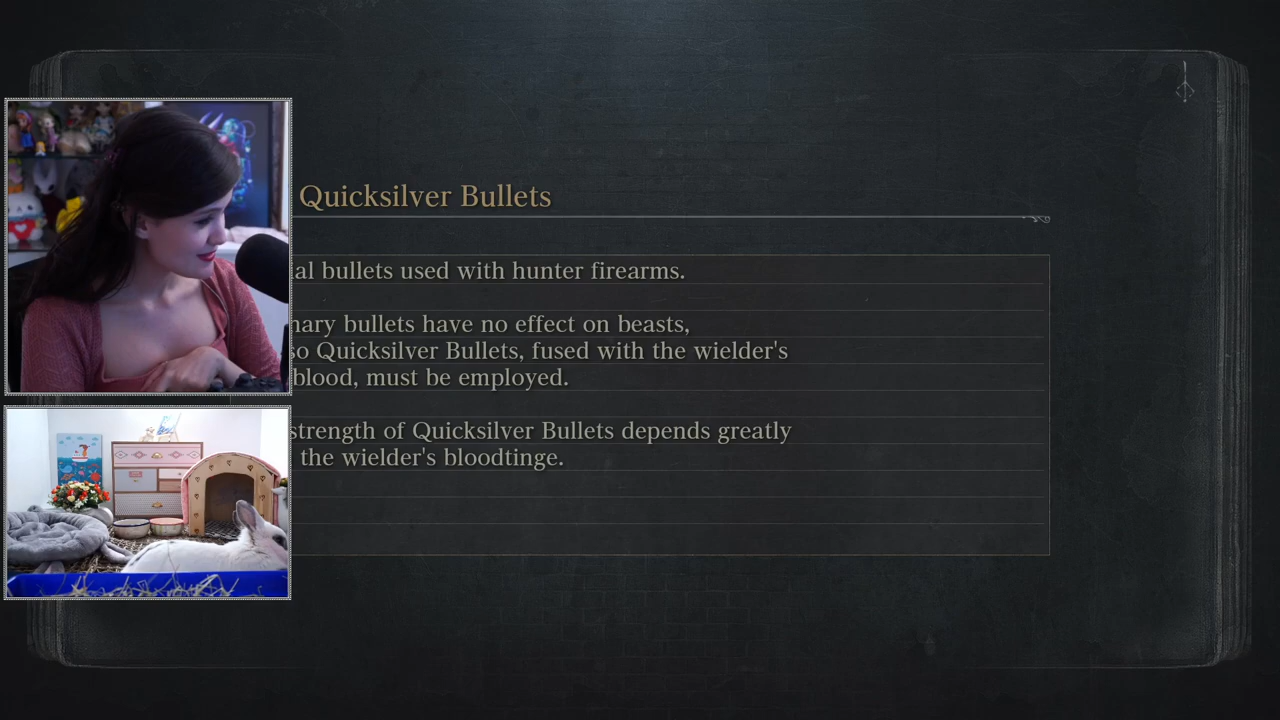 Quicksilver Bullets
al bullets used with hunter firearms.
nary bullets have no effect on beasts,
so Quicksilver Bullets, fused with the wielder's
blood, must be employed.
strength of Quicksilver Bullets depends greatly
the wielder's bloodtinge.